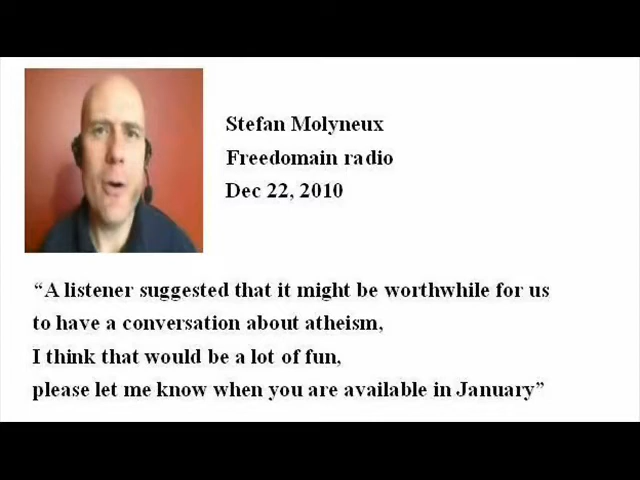 Stefan Molyneux
Freedomain radio
Dec 22, 2010
“A listener suggested that it might be worthwhile for us
to have a conversation about atheism,
I think that would be a lot of fun,
please let me know when you are available in January”